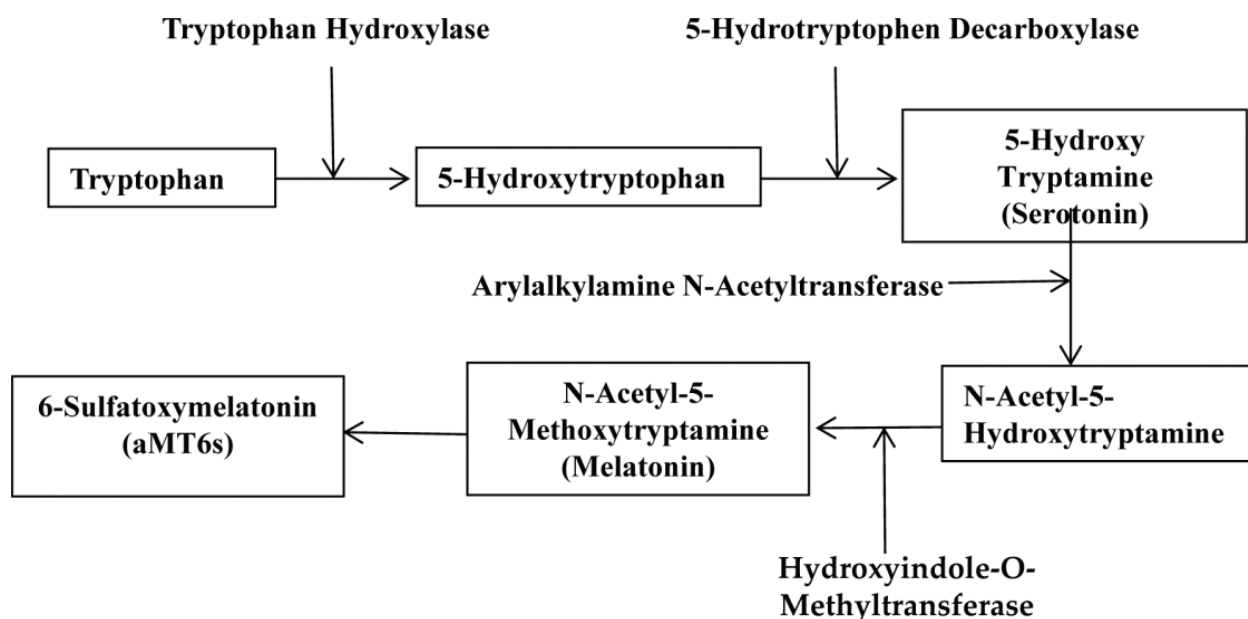 Tryptophan Hydroxylase
5-Hydrotryptophen Decarboxylase
Tryptophan
5-Hydroxytryptophan
5-Hydroxy
Tryptamine
(Serotonin)
Arylalkylamine N-Acetyltransferase
6-Sulfatoxymelatonin
(aMT6s)
N-Acetyl-5-
Methoxytryptamine
(Melatonin)
N-Acetyl-5-
Hydroxytryptamine
Hydroxyindole-O-
Methyltransferase